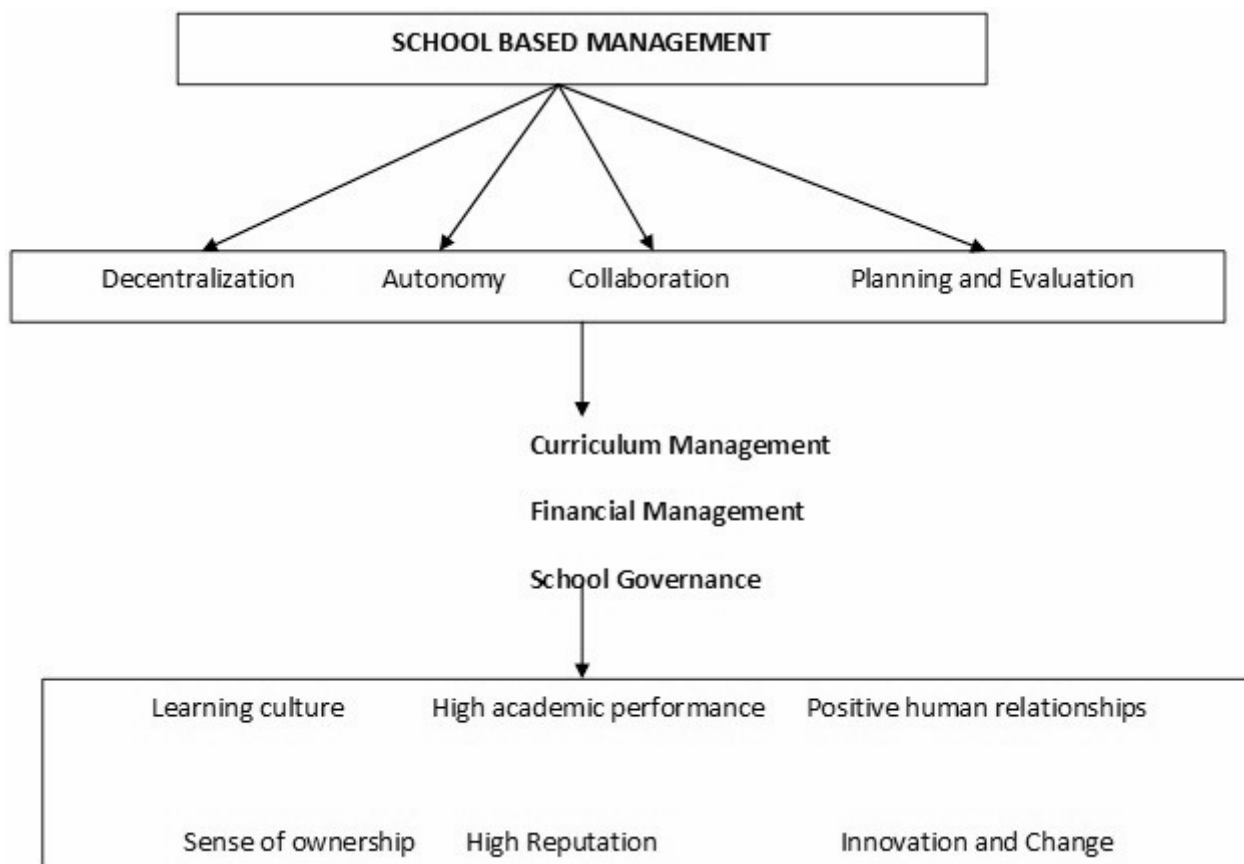 SCHOOL BASED MANAGEMENT
Decentralization Autonomy Collaboration Planning and Evaluation
Curriculum Management
Financial Management
School Governance
Learning culture High academic performance Positive human relationships
Sense of ownership High Reputation Innovation and Change